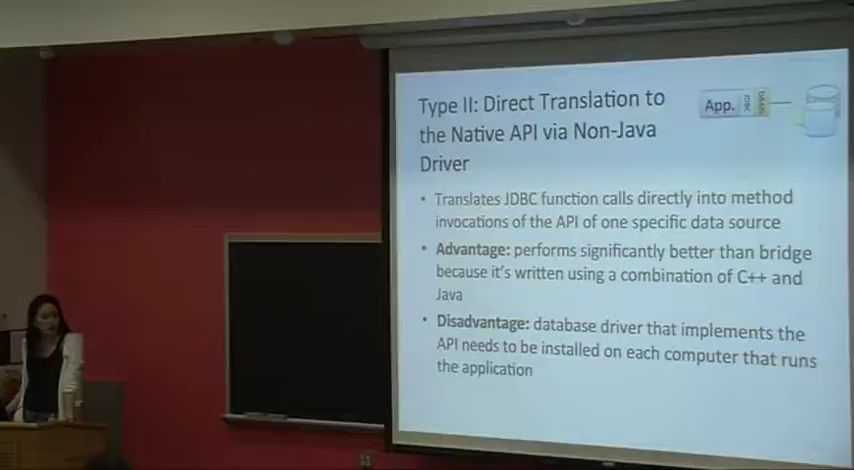 Type II: Direct Translation to
the Native API via Non-Java
Driver
App.
• Translates JDBC function calls directly into method
invocations of the API of one specific data source
• Advantage: performs significantly better than bridge
because it's written using a combination of C++ and
Java
• Disadvantage: database driver that implements the
API needs to be installed on each computer that runs
the application